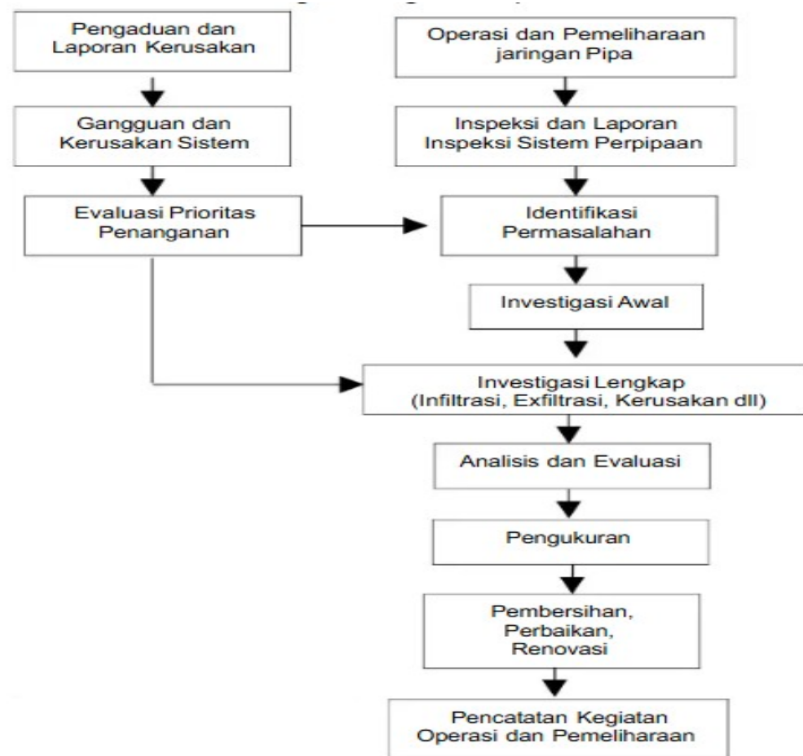 Pengaduan dan
Laporan Kerusakan
Operasi dan Pemeliharaan
jaringan Pipa
Gangguan dan
Kerusakan Sistem
Inspeksi dan Laporan
Inspeksi Sistem Perpipaan
Evaluasi Prioritas
Penanganan
Identifikasi
Permasalahan
Investigasi Awal
Investigasi Lengkap
(Infiltrasi, Exfiltrasi, Kerusakan dll)
Analisis dan Evaluasi
Pengukuran
Pembersihan,
Perbaikan,
Renovasi
Pencatatan Kegiatan
Operasi dan Pemeliharaan